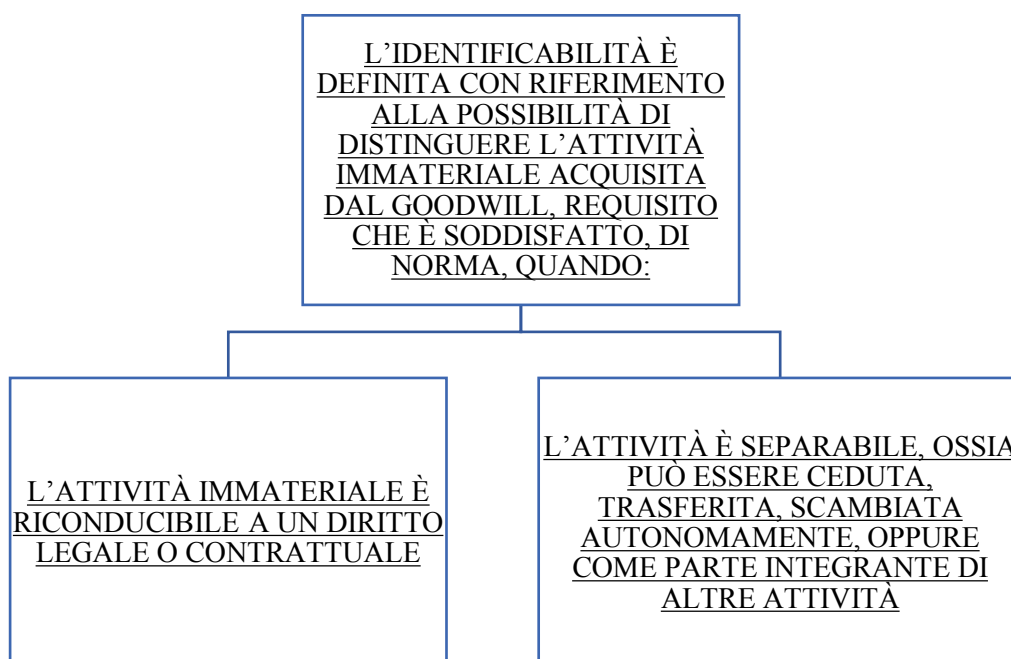 L’IDENTIFICABILITÀ È
DEFINITA CON RIFERIMENTO
ALLA POSSIBILITÀ DI
DISTINGUERE L’ATTIVITÀ
IMMATERIALE ACQUISITA
DAL GOODWILL, REQUISITO
CHE È SODDISFATTO, DI
NORMA, QUANDO:
L’ATTIVITÀ IMMATERIALE È
RICONDUCIBILE A UN DIRITTO
LEGALE O CONTRATTUALE
L’ATTIVITÀ È SEPARABILE, OSSIA
PUÒ ESSERE CEDUTA,
TRASFERITA, SCAMBIATA
AUTONOMAMENTE, OPPURE
COME PARTE INTEGRANTE DI
ALTRE ATTIVITÀ